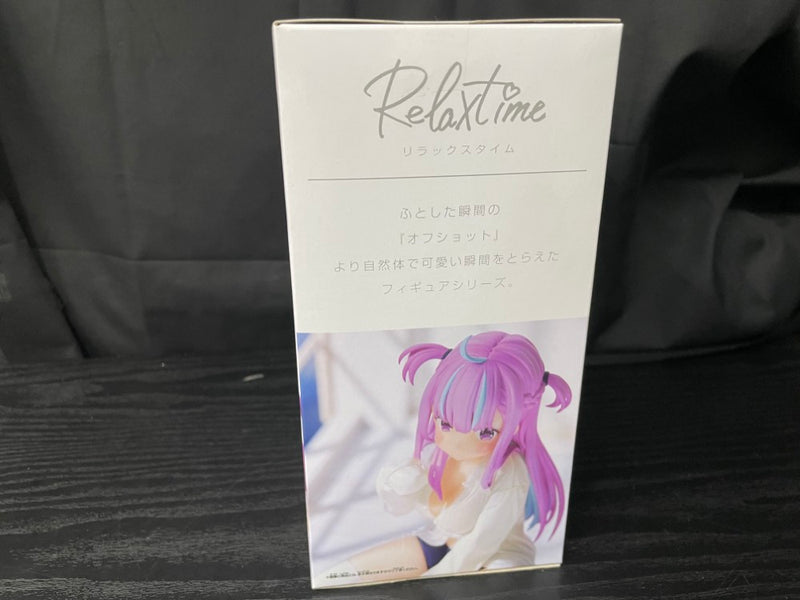 Relaxtime
リラックスタイム
ふとした瞬間の
『オフショット』
より自然体で可愛い瞬間をとらえた
フィギュアシリーズ。